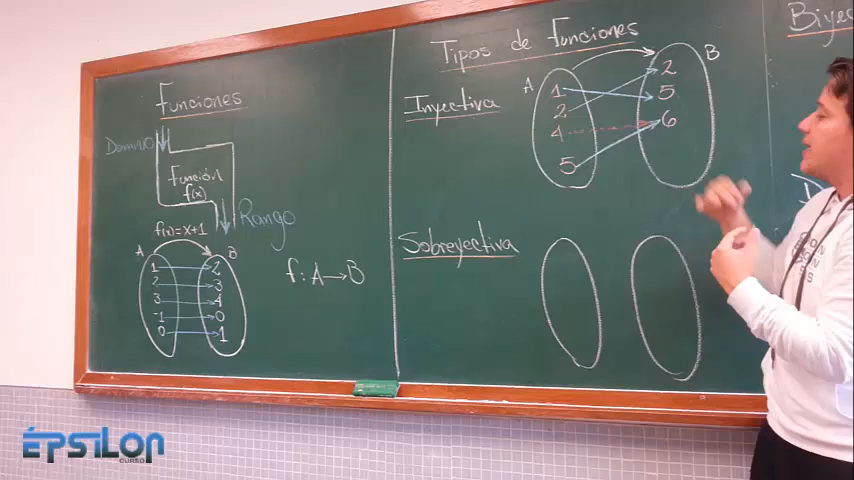 Funciones
Dominio
Función
f(x)
Rango
f(x)=x+1
A B
1 2
2 3
3 4
-1 0
0 1
f: A→B
Tipos de funciones
Inyectiva
A B
1 2
2 5
4 6
5
Sobreyectiva
Biyec
D
ÉPSILON
CURSO